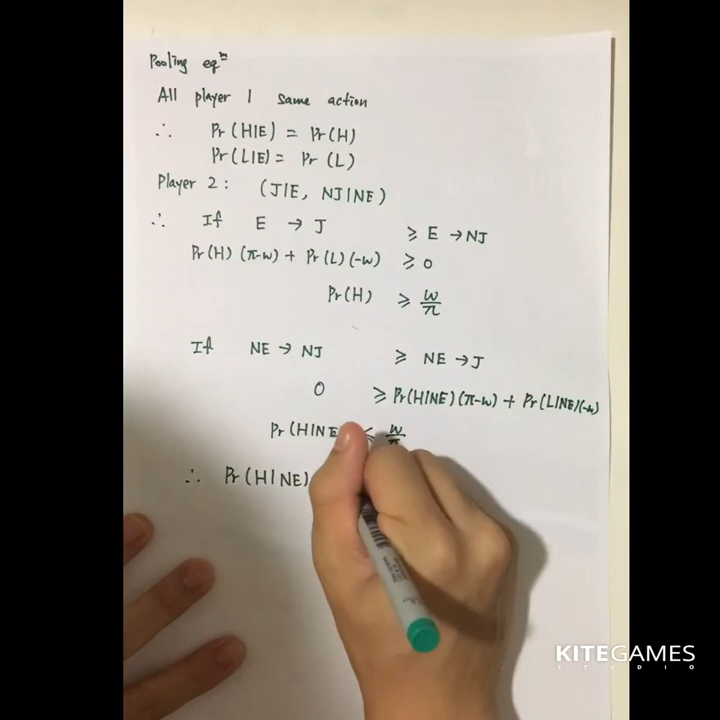 Pooling eqᵐ
All player 1 same action
∴ Pr(H|E) = Pr(H)
Pr(L|E) = Pr(L)
Player 2: (J|E, NJ|NE)
∴ If E → J ≥ E → NJ
Pr(H)(π-w) + Pr(L)(-w) ≥ 0
Pr(H) ≥ w/π
If NE → NJ ≥ NE → J
0 ≥ Pr(H|NE)(π-w) + Pr(L|NE)(-w)
Pr(H|NE ≤ w/π
∴ Pr(H|NE)
KITEGAMES
STUDIO